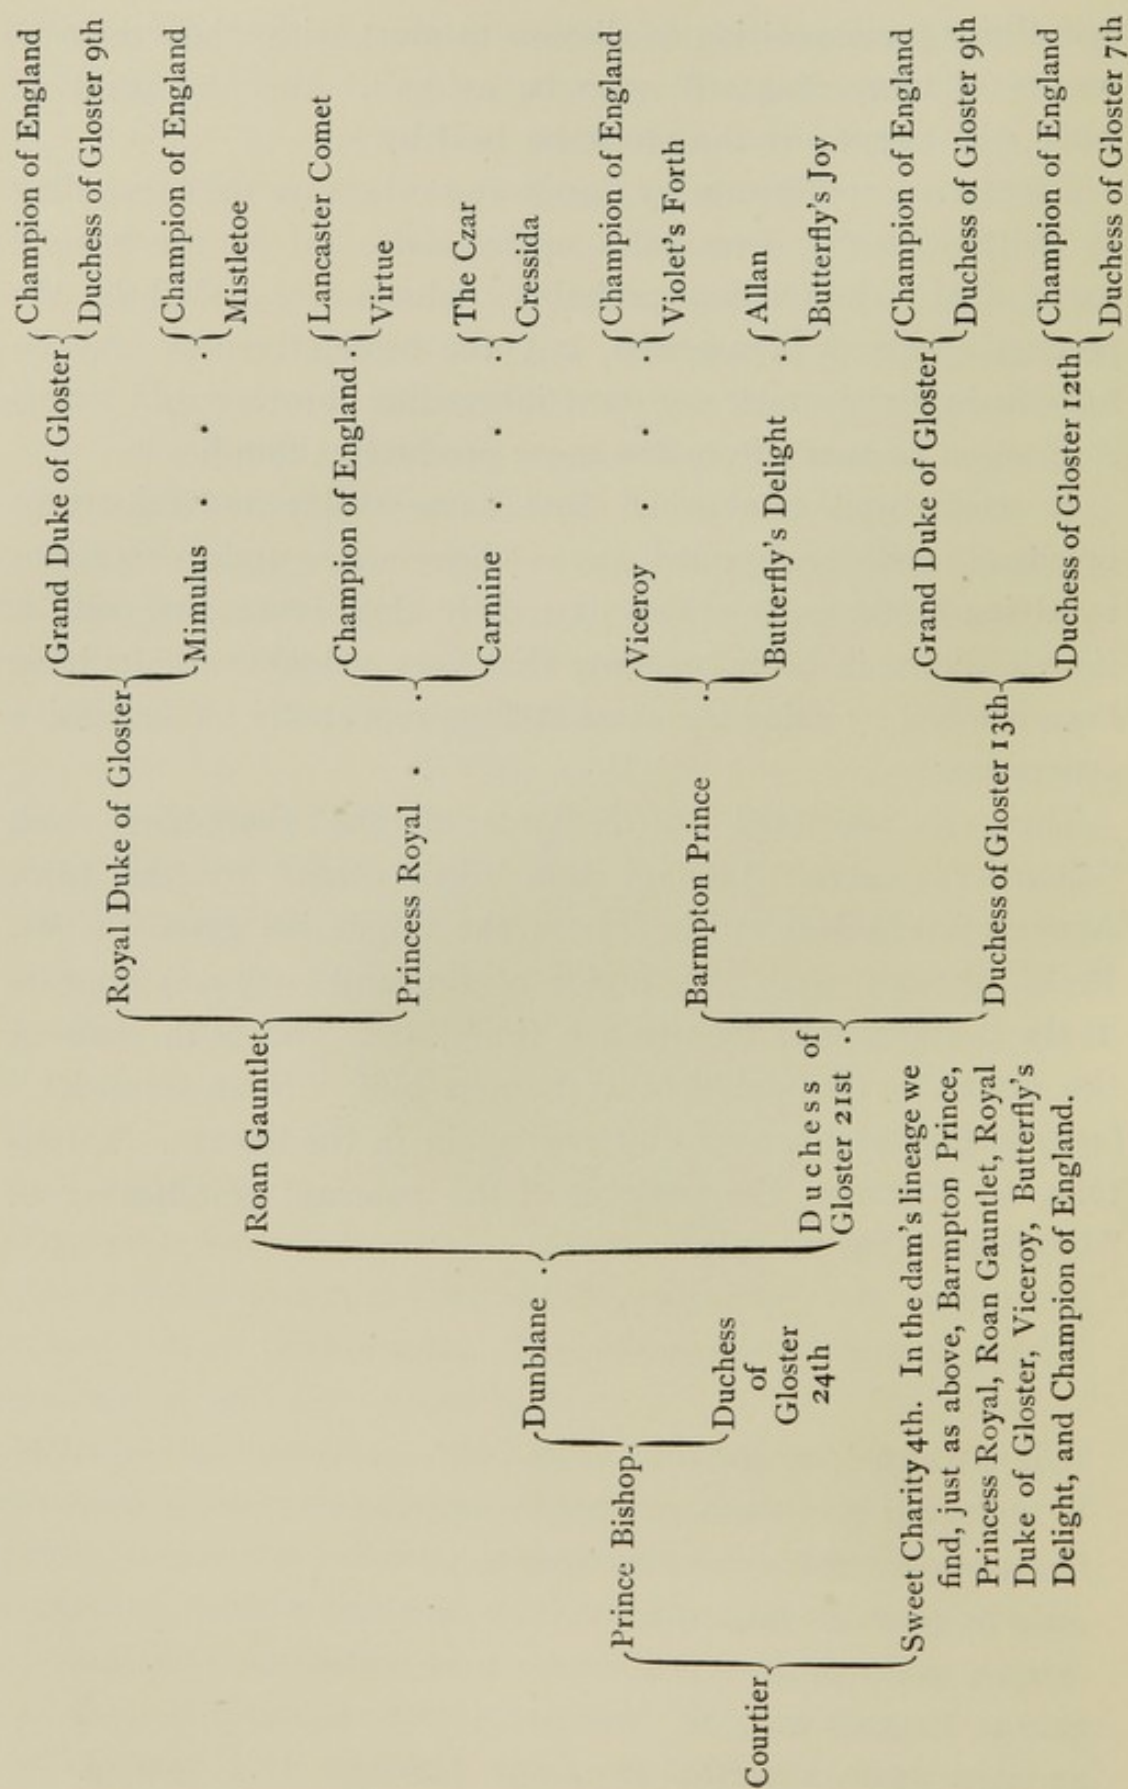 Courtier
Prince Bishop
Dunblane .
Roan Gauntlet
Royal Duke of Gloster
Grand Duke of Gloster
Champion of England
Duchess of Gloster 9th
Mimulus . . .
Champion of England
Mistletoe
Princess Royal . .
Champion of England .
Lancaster Comet
Virtue
Carmine . . .
The Czar
Cressida
Duchess of
Gloster 21st .
Barmpton Prince .
Viceroy . . .
Champion of England
Violet's Forth
Butterfly's Delight .
Allan
Butterfly's Joy
Duchess of Gloster 13th
Grand Duke of Gloster
Champion of England
Duchess of Gloster 9th
Duchess of Gloster 12th
Champion of England
Duchess of Gloster 7th
Duchess
of
Gloster
24th
Sweet Charity 4th. In the dam's lineage we
find, just as above, Barmpton Prince,
Princess Royal, Roan Gauntlet, Royal
Duke of Gloster, Viceroy, Butterfly's
Delight, and Champion of England.